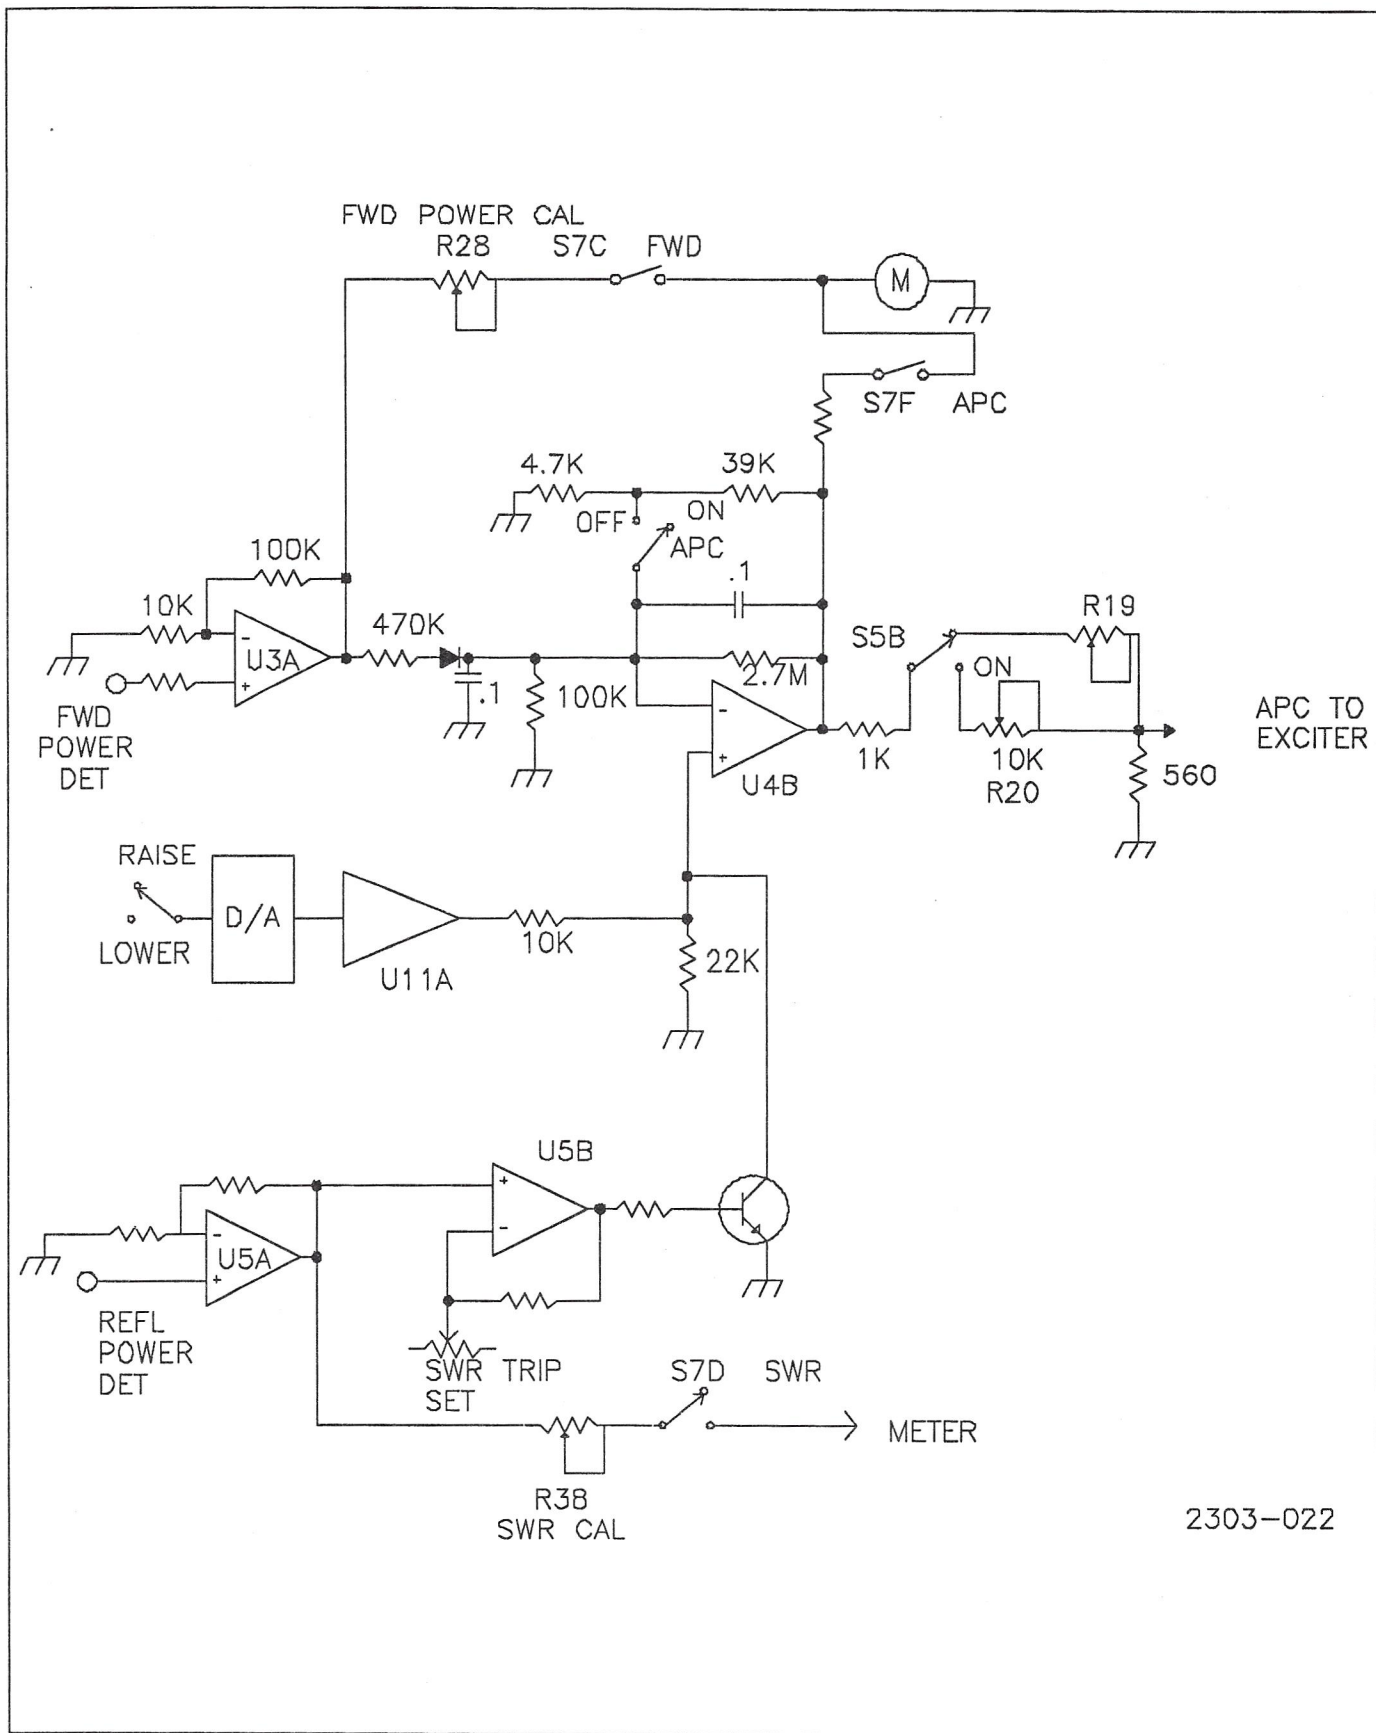 FWD POWER CAL
R28
S7C
FWD
M
S7F
APC
4.7K
39K
OFF
ON
APC
100K
.1
10K
470K
R19
S5B
U3A
2.7M
ON
.1
100K
APC TO
EXCITER
FWD
POWER
DET
1K
10K
R20
560
U4B
RAISE
D/A
LOWER
10K
22K
U11A
U5B
U5A
REFL
POWER
DET
SWR TRIP
SET
S7D
SWR
METER
R38
SWR CAL
2303-022
- + - + + - - +